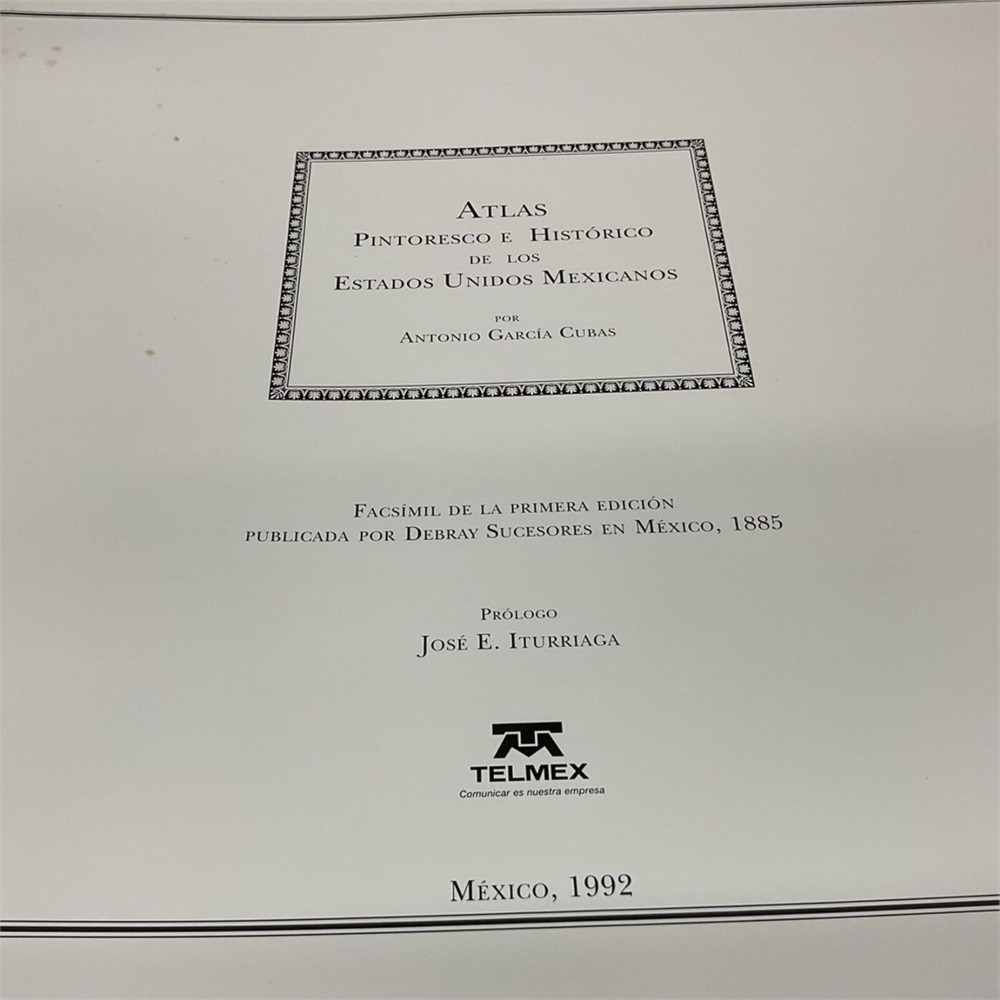 ATLAS
PINTORESCO E HISTÓRICO
DE LOS
ESTADOS UNIDOS MEXICANOS
POR
ANTONIO GARCÍA CUBAS
FACSÍMIL DE LA PRIMERA EDICIÓN
PUBLICADA POR DEBRAY SUCESORES EN MÉXICO, 1885
PRÓLOGO
JOSÉ E. ITURRIAGA
TELMEX
Comunicar es nuestra empresa
MÉXICO, 1992